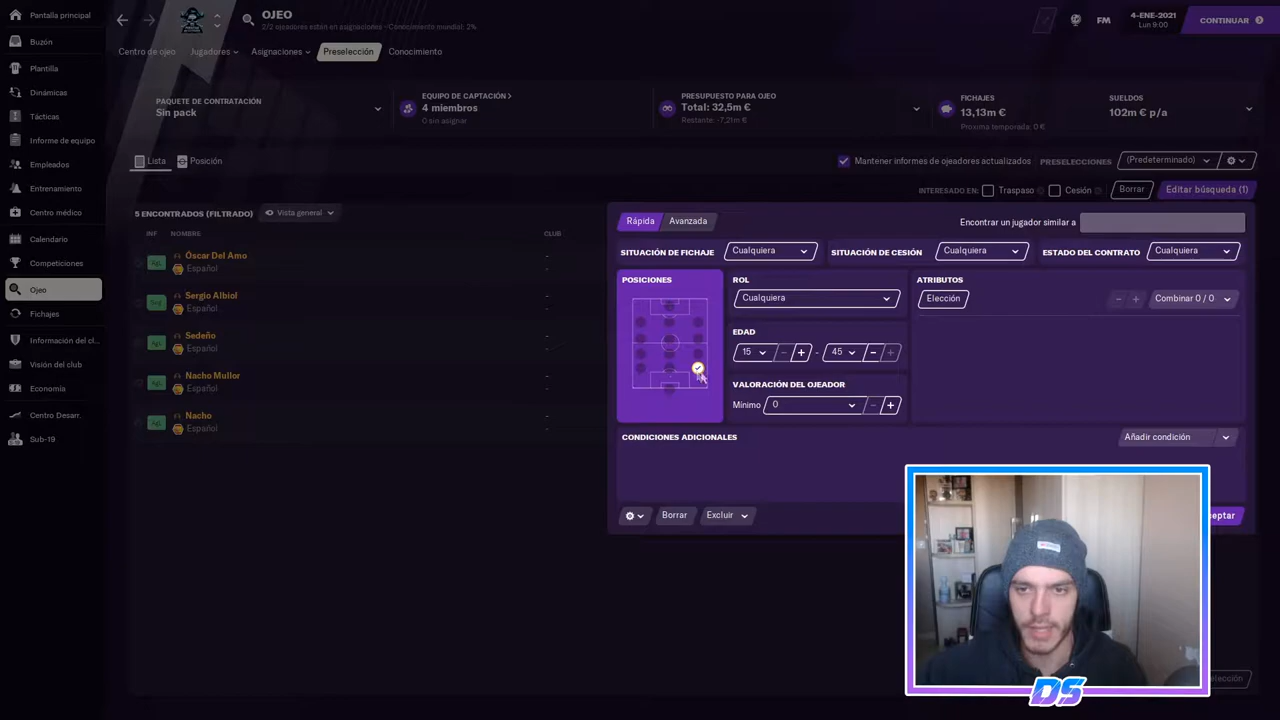 Pantalla principal
Buzón
Plantilla
Dinámicas
Tácticas
Informe de equipo
Empleados
Entrenamiento
Centro médico
Calendario
Competiciones
Ojeo
Fichajes
Información del cl...
Visión del club
Economía
Centro Desarr...
Sub-19
OJEO
2/2 ojeadores están en asignaciones - Conocimiento mundial: 2%
FM
4-ENE-2021
Lun 9:00
CONTINUAR
Centro de ojeo
Jugadores
Asignaciones
Preselección
Conocimiento
PAQUETE DE CONTRATACIÓN
Sin pack
EQUIPO DE CAPTACIÓN >
4 miembros
0 sin asignar
PRESUPUESTO PARA OJEO
Total: 32,5m €
Restante: -7,21m €
FICHAJES
13,13m €
Próxima temporada: 0 €
SUELDOS
102m € p/a
Lista
Posición
Mantener informes de ojeadores actualizados
PRESELECCIONES
(Predeterminado)
INTERESADO EN:
Traspaso
Cesión
Borrar
Editar búsqueda (1)
5 ENCONTRADOS (FILTRADO)
Vista general
INF
NOMBRE
CLUB
Óscar Del Amo
Español
-
-
Sergio Albiol
Español
-
-
Sedeño
Español
-
-
Nacho Mullor
Español
-
-
Nacho
Español
-
-
Rápida
Avanzada
Encontrar un jugador similar a
SITUACIÓN DE FICHAJE
Cualquiera
SITUACIÓN DE CESIÓN
Cualquiera
ESTADO DEL CONTRATO
Cualquiera
POSICIONES
ROL
Cualquiera
ATRIBUTOS
Elección
Combinar 0 / 0
EDAD
15
-
45
VALORACIÓN DEL OJEADOR
Mínimo
0
CONDICIONES ADICIONALES
Añadir condición
Borrar
Excluir
eptar
DS